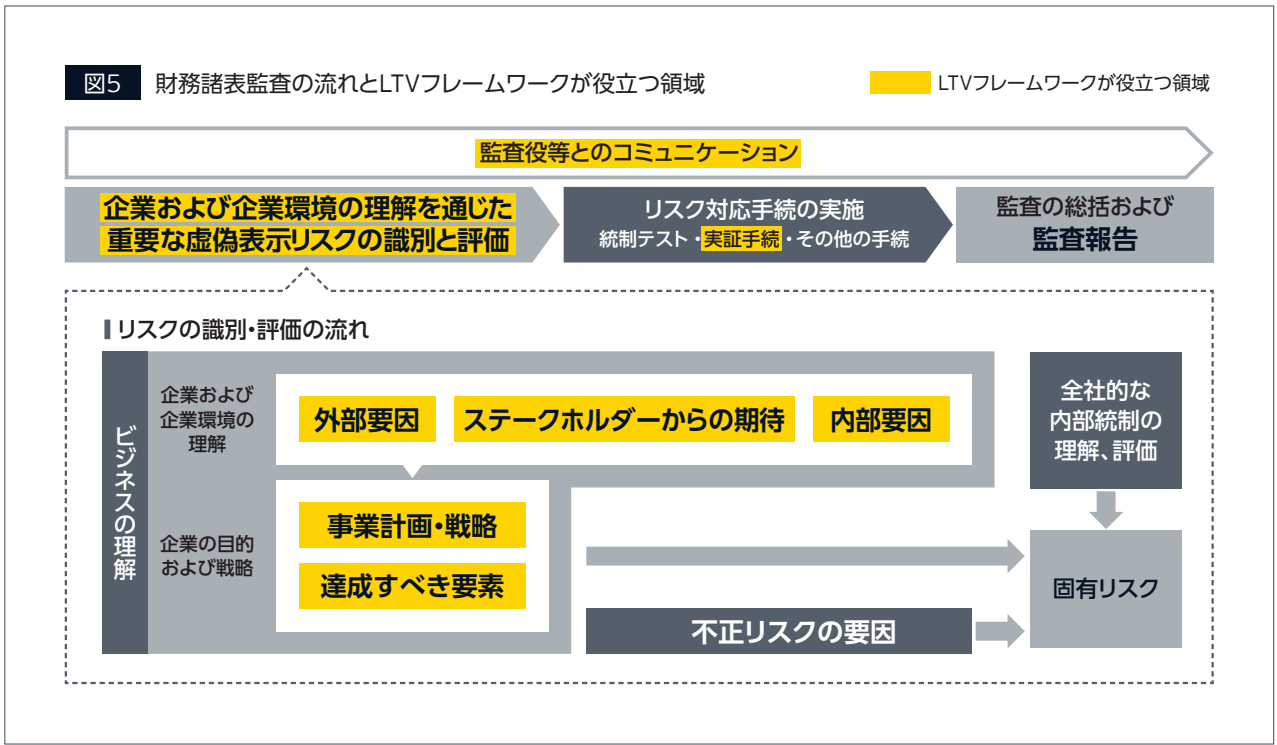 図5 財務諸表監査の流れとLTVフレームワークが役立つ領域
LTVフレームワークが役立つ領域
監査役等とのコミュニケーション
企業および企業環境の理解を通じた
重要な虚偽表示リスクの識別と評価
リスク対応手続の実施
統制テスト・実証手続・その他の手続
監査の総括および
監査報告
リスクの識別・評価の流れ
ビジネスの理解
企業および
企業環境の
理解
外部要因
ステークホルダーからの期待
内部要因
企業の目的
および戦略
事業計画・戦略
達成すべき要素
不正リスクの要因
全社的な
内部統制の
理解、評価
固有リスク